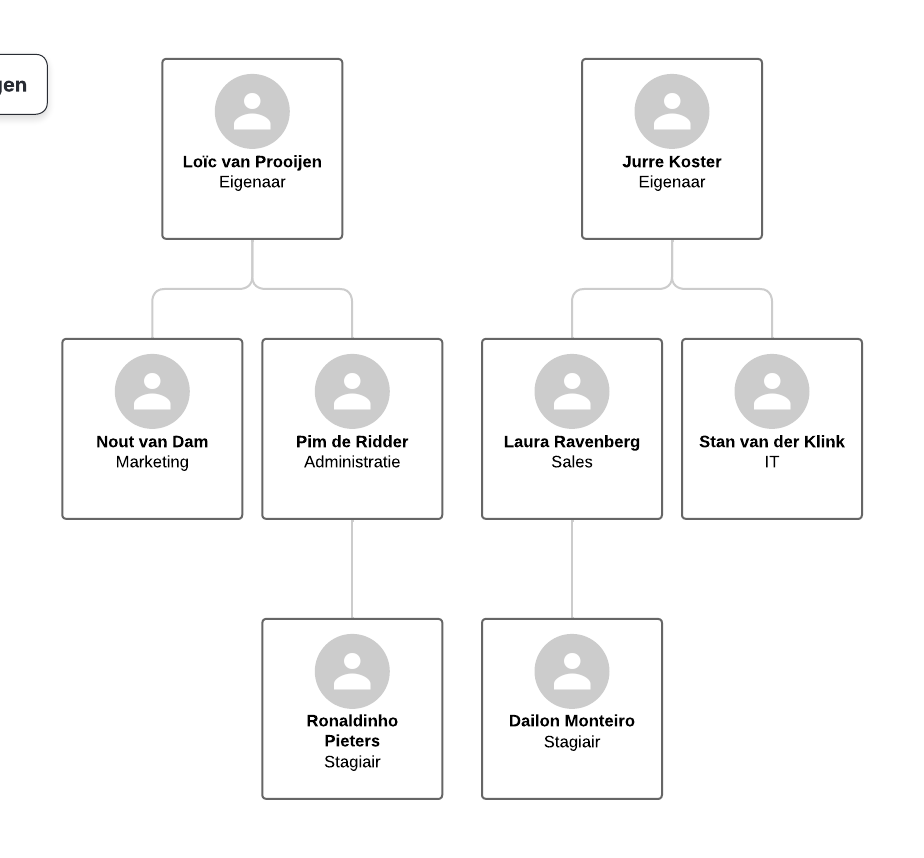 gen
Loïc van Prooijen
Eigenaar
Jurre Koster
Eigenaar
Nout van Dam
Marketing
Pim de Ridder
Administratie
Laura Ravenberg
Sales
Stan van der Klink
IT
Ronaldinho
Pieters
Stagiair
Dailon Monteiro
Stagiair